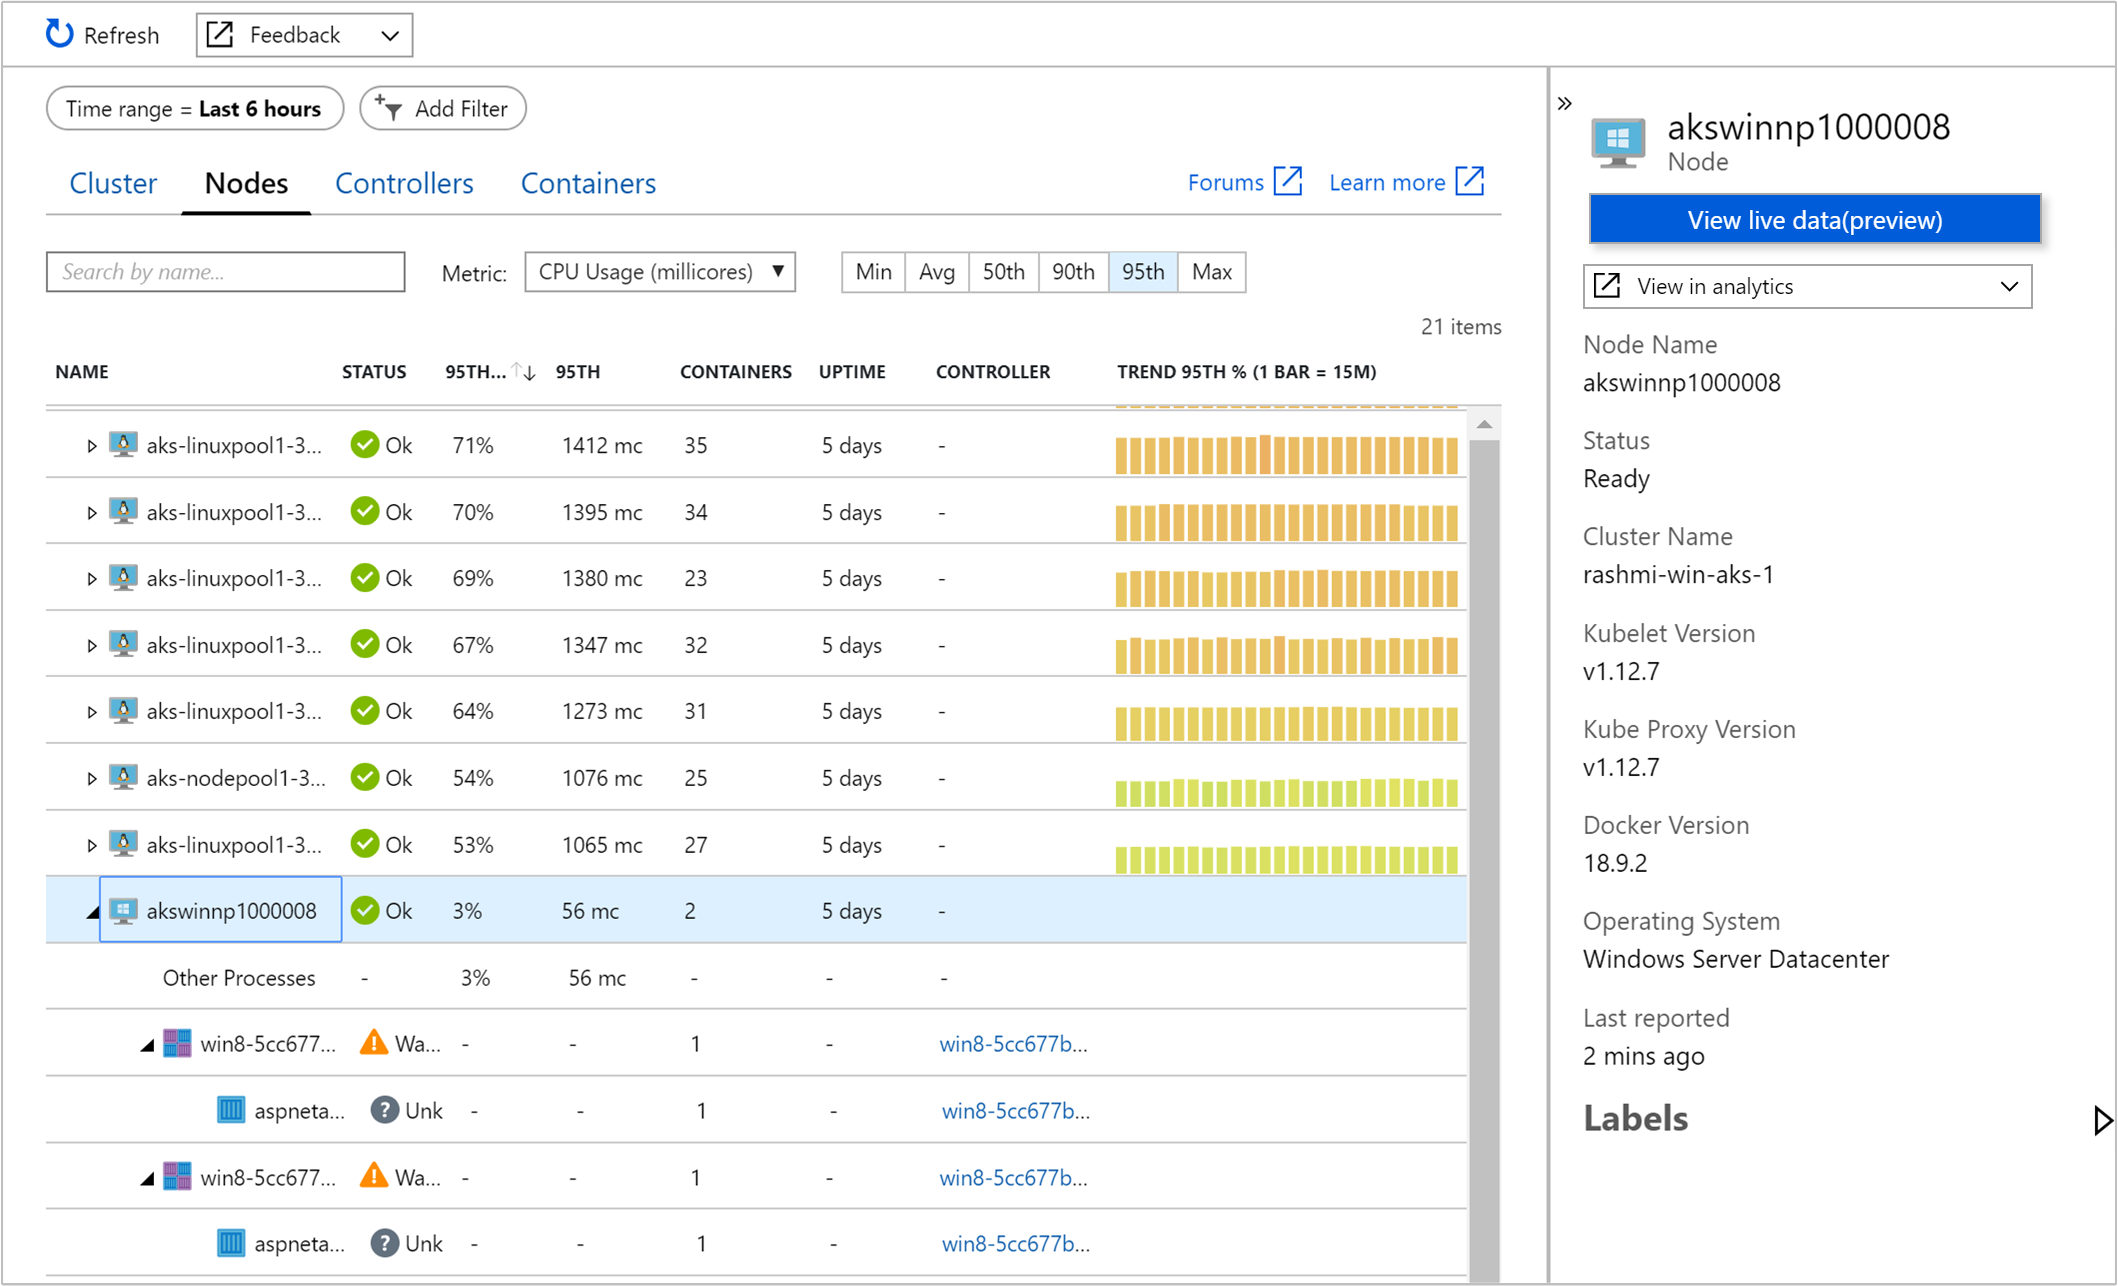 Refresh
Feedback
Time range = Last 6 hours
Add Filter
Cluster
Nodes
Controllers
Containers
Forums
Learn more
Search by name...
Metric:
CPU Usage (millicores)
Min
Avg
50th
90th
95th
Max
21 items
NAME STATUS 95TH... 95TH CONTAINERS UPTIME CONTROLLER TREND 95TH % (1 BAR = 15M)
aks-linuxpool1-3... Ok 71% 1412 mc 35 5 days -
aks-linuxpool1-3... Ok 70% 1395 mc 34 5 days -
aks-linuxpool1-3... Ok 69% 1380 mc 23 5 days -
aks-linuxpool1-3... Ok 67% 1347 mc 32 5 days -
aks-linuxpool1-3... Ok 64% 1273 mc 31 5 days -
aks-nodepool1-3... Ok 54% 1076 mc 25 5 days -
aks-linuxpool1-3... Ok 53% 1065 mc 27 5 days -
akswinnp1000008 Ok 3% 56 mc 2 5 days -
Other Processes - 3% 56 mc - - -
win8-5cc677... Wa... - - 1 - win8-5cc677b...
aspneta... Unk - - 1 - win8-5cc677b...
win8-5cc677... Wa... - - 1 - win8-5cc677b...
aspneta... Unk - - 1 - win8-5cc677b...
akswinnp1000008
Node
View live data(preview)
View in analytics
Node Name
akswinnp1000008
Status
Ready
Cluster Name
rashmi-win-aks-1
Kubelet Version
v1.12.7
Kube Proxy Version
v1.12.7
Docker Version
18.9.2
Operating System
Windows Server Datacenter
Last reported
2 mins ago
Labels